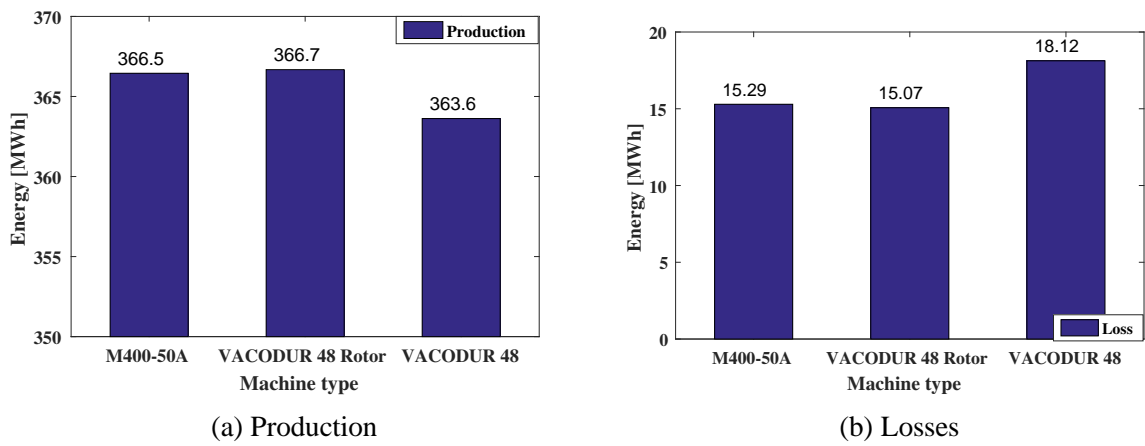 370
365
360
355
350
Energy [MWh]
366.5
366.7
363.6
Production
M400-50A
VACODUR 48 Rotor
VACODUR 48
Machine type
(a) Production
20
15
10
5
0
Energy [MWh]
15.29
15.07
18.12
Loss
M400-50A
VACODUR 48 Rotor
VACODUR 48
Machine type
(b) Losses